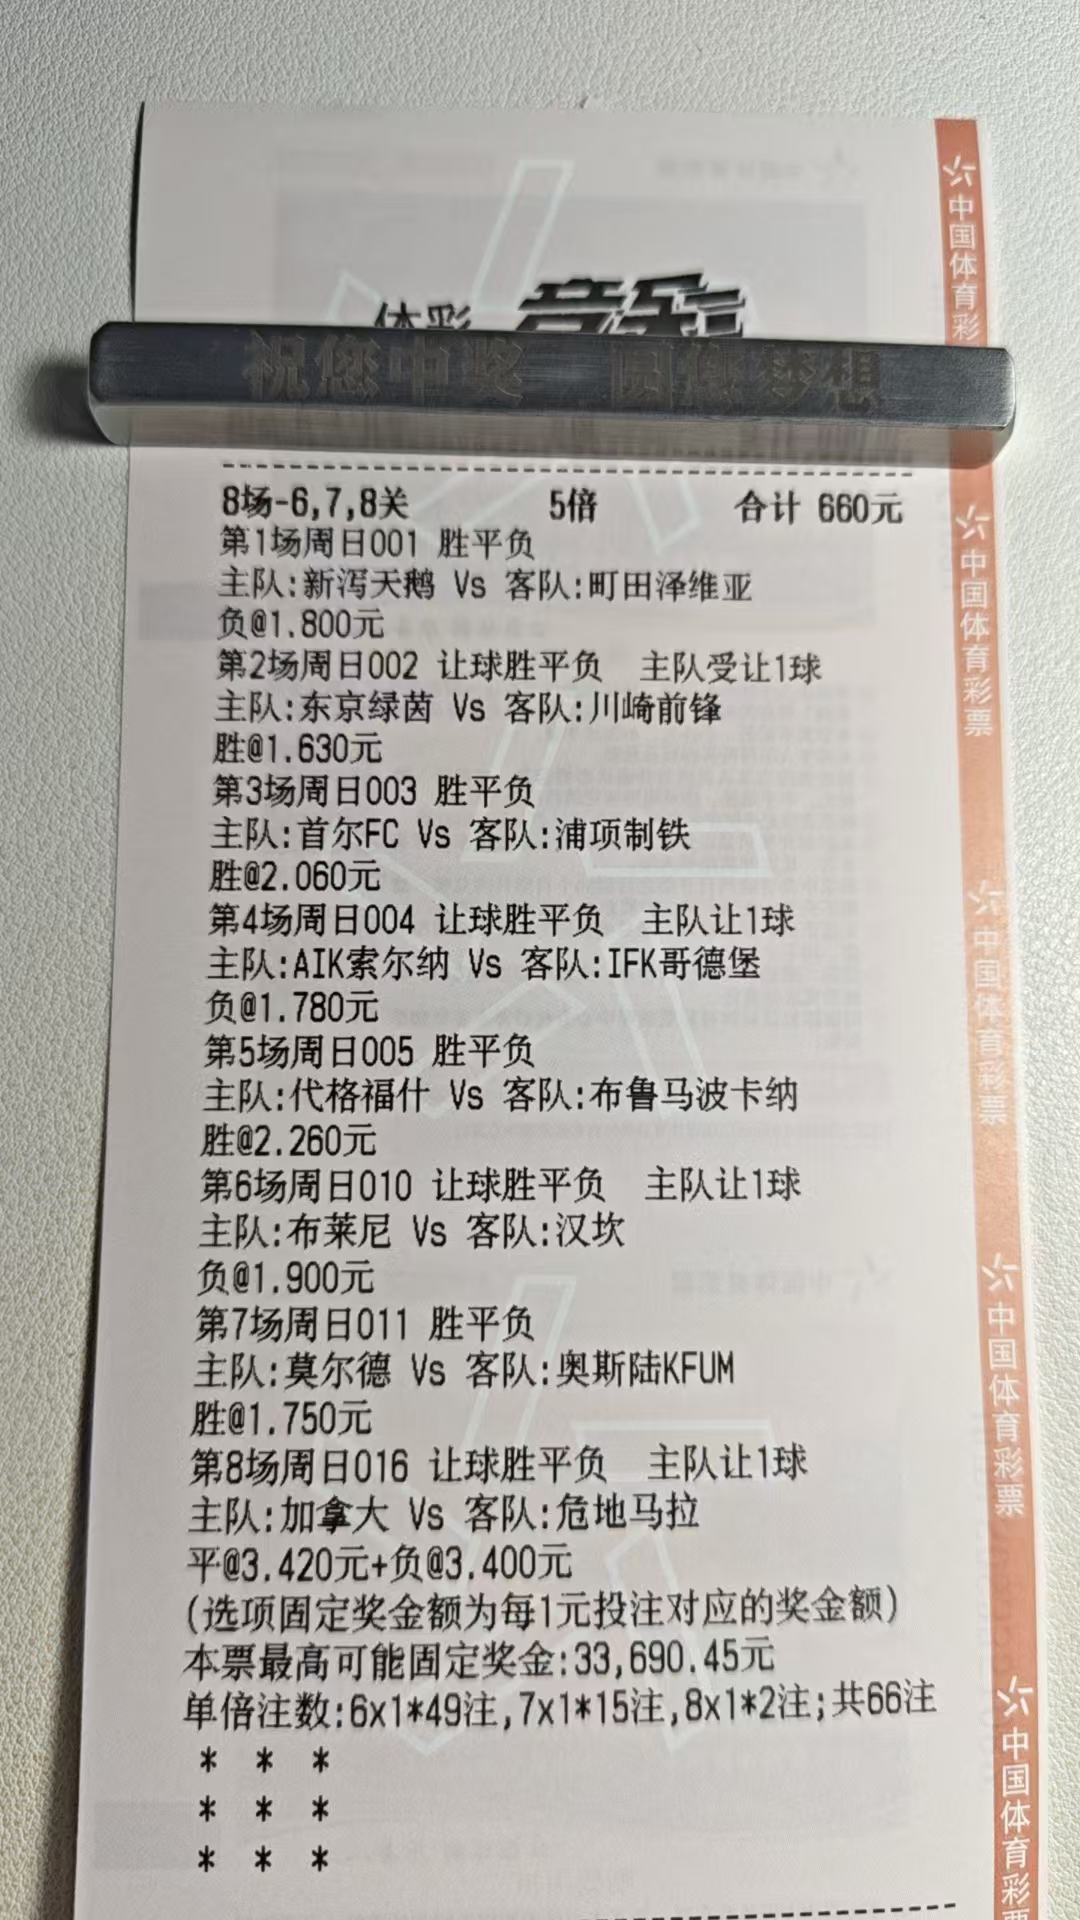 体彩 竞彩
祝您中奖 圆您梦想
8场-6,7,8关 5倍 合计 660元
第1场周日001 胜平负
主队:新泻天鹅 Vs 客队:町田泽维亚
负@1.800元
第2场周日002 让球胜平负 主队受让1球
主队:东京绿茵 Vs 客队:川崎前锋
胜@1.630元
第3场周日003 胜平负
主队:首尔FC Vs 客队:浦项制铁
胜@2.060元
第4场周日004 让球胜平负 主队让1球
主队:AIK索尔纳 Vs 客队:IFK哥德堡
负@1.780元
第5场周日005 胜平负
主队:代格福什 Vs 客队:布鲁马波卡纳
胜@2.260元
第6场周日010 让球胜平负 主队让1球
主队:布莱尼 Vs 客队:汉坎
负@1.900元
第7场周日011 胜平负
主队:莫尔德 Vs 客队:奥斯陆KFUM
胜@1.750元
第8场周日016 让球胜平负 主队让1球
主队:加拿大 Vs 客队:危地马拉
平@3.420元+负@3.400元
(选项固定奖金额为每1元投注对应的奖金额)
本票最高可能固定奖金:33,690.45元
单倍注数:6x1*49注,7x1*15注,8x1*2注;共66注
* * *
* * *
* * *
中国体育彩
中国体育彩票
中国体育彩票
中国体育彩票
中国体育彩票